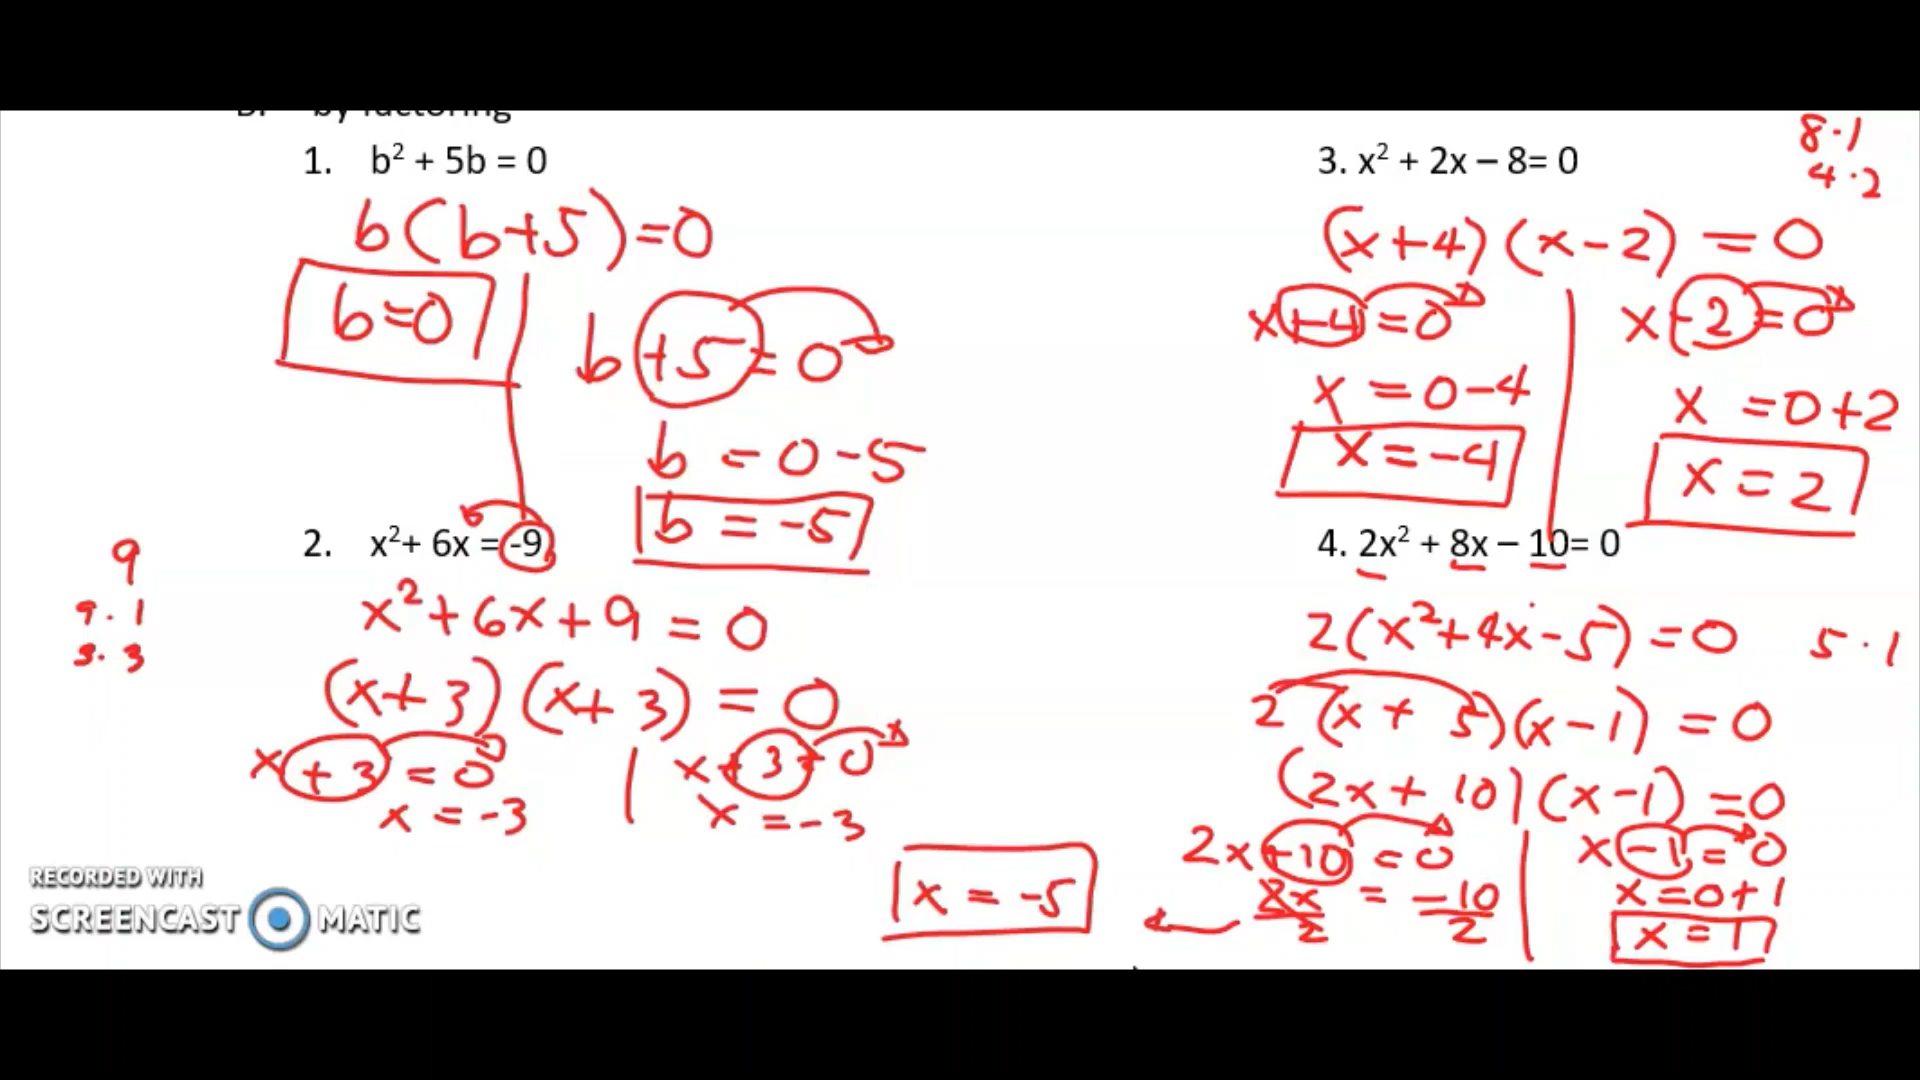 B. by factoring
1. b² + 5b = 0
b(b+5)=0
b=0
b+5=0
b=0-5
b=-5
2. x²+ 6x = -9
9
9·1
3·3
x²+6x+9=0
(x+3)(x+3)=0
x+3=0
x=-3
x+3=0
x=-3
3. x² + 2x – 8= 0
8·1
4·2
(x+4)(x-2)=0
x+4=0
x=0-4
x=-4
x-2=0
x=0+2
x=2
4. 2x² + 8x – 10= 0
2(x²+4x-5)=0
5·1
2(x+5)(x-1)=0
(2x+10)(x-1)=0
2x+10=0
2x/2=-10/2
x=-5
x-1=0
x=0+1
x=1
RECORDED WITH
SCREENCAST MATIC